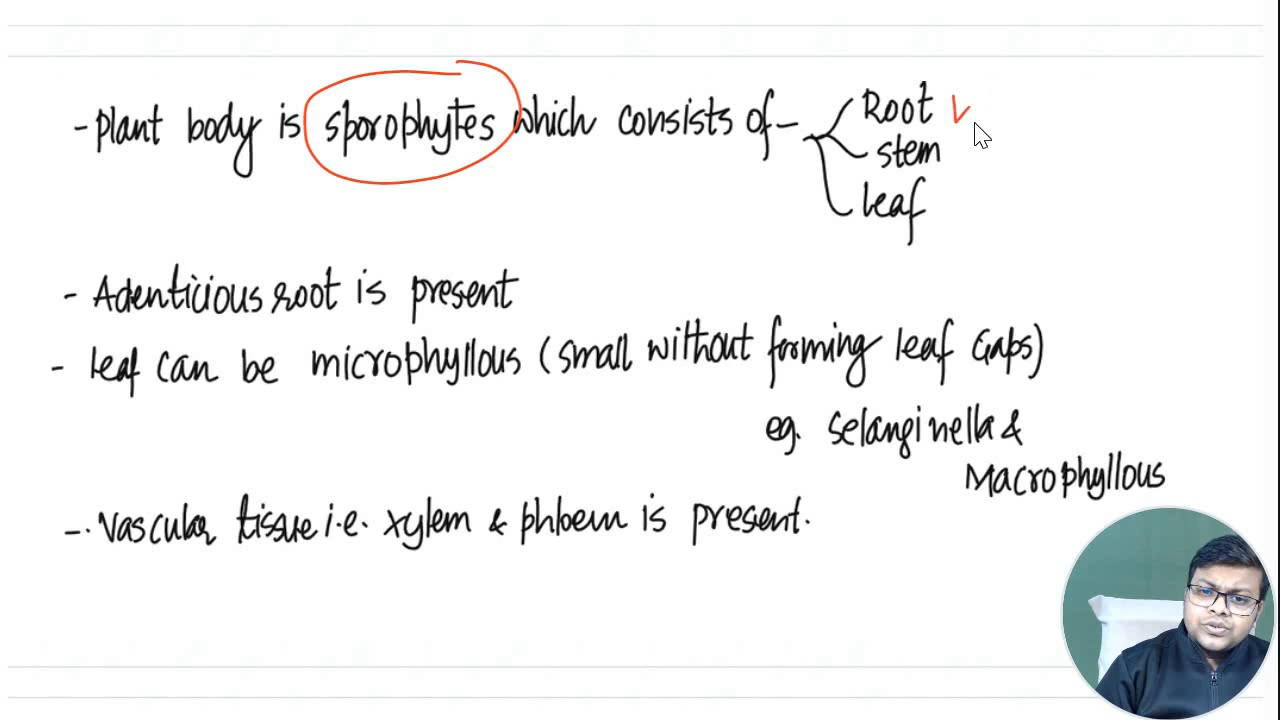 - plant body is sporophytes which consists of - Root
stem
leaf
- Adenticious root is present
- leaf can be microphyllous (small without forming leaf Gaps)
eg. Selanginella &
Macrophyllous
- . Vascular tissue i.e. xylem & phloem is present.